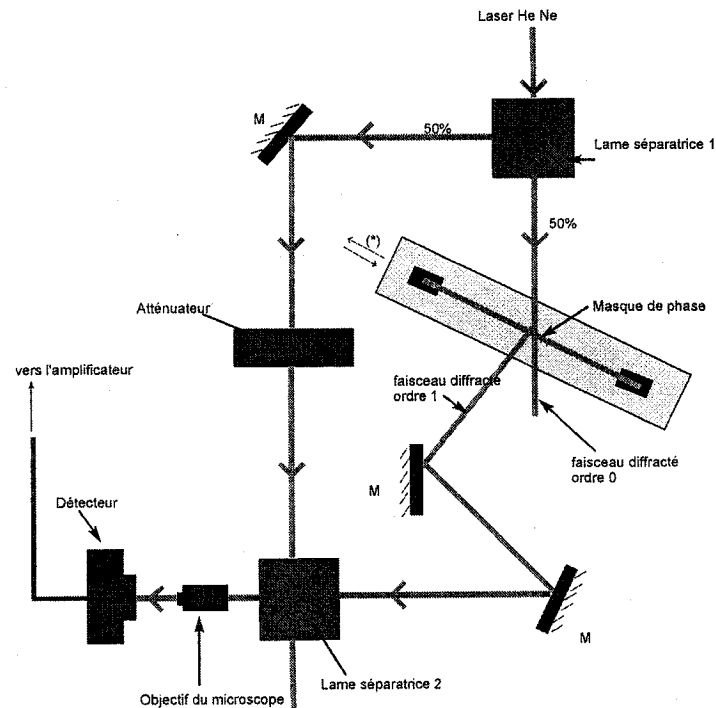 Laser He Ne
M
50%
Lame séparatrice 1
50%
(*)
Atténuateur
Masque de phase
vers l'amplificateur
faisceau diffracté
ordre 1
faisceau diffracté
ordre 0
M
Détecteur
M
Lame séparatrice 2
Objectif du microscope